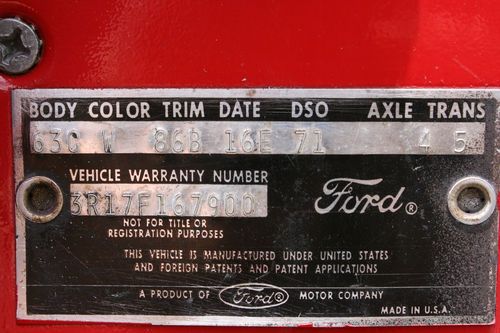 BODY COLOR TRIM DATE DSO AXLE TRANS
63C W 86B 16E 71 4 5
VEHICLE WARRANTY NUMBER
3R17F167900
Ford®
NOT FOR TITLE OR
REGISTRATION PURPOSES
THIS VEHICLE IS MANUFACTURED UNDER UNITED STATES
AND FOREIGN PATENTS AND PATENT APPLICATIONS
A PRODUCT OF Ford® MOTOR COMPANY
MADE IN U.S.A.